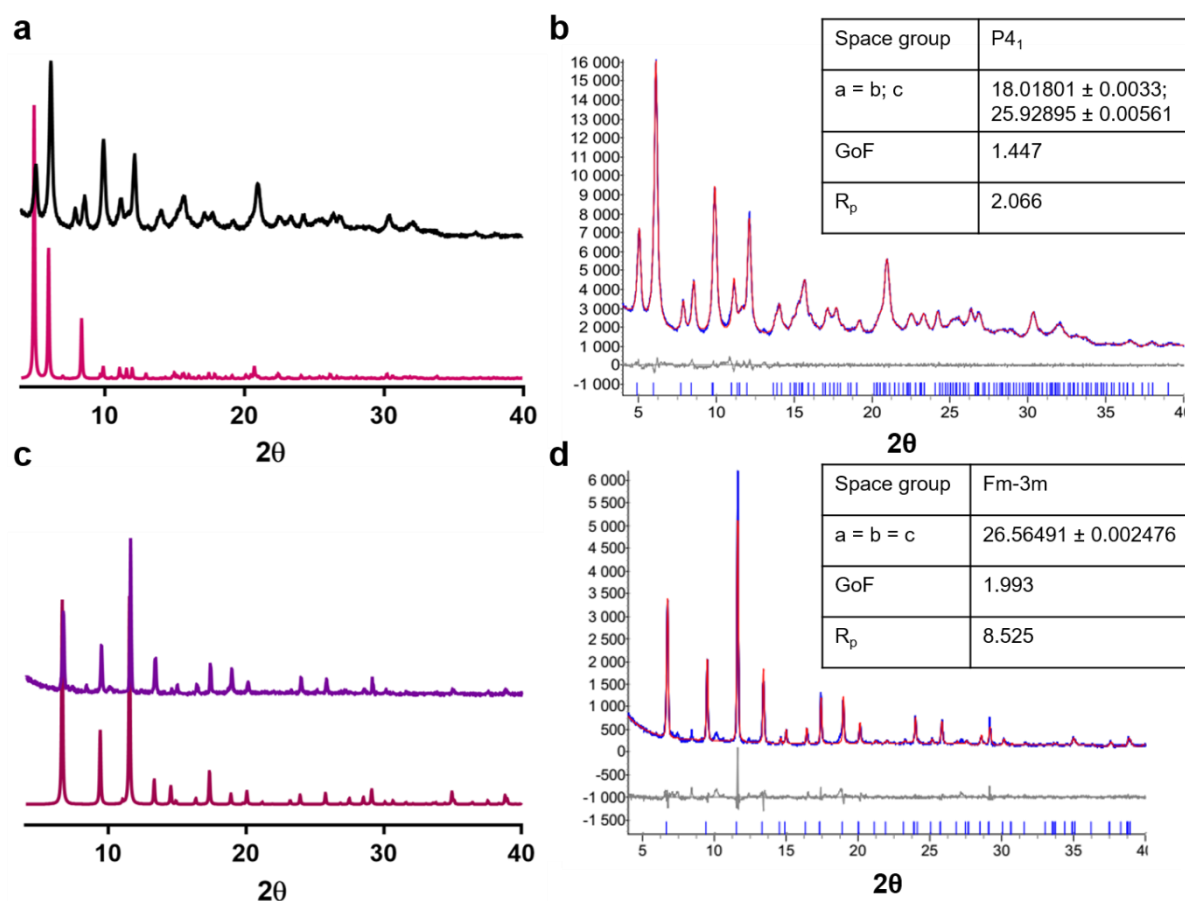 a
10 20 30 40
2θ
b
16 000
15 000
14 000
13 000
12 000
11 000
10 000
9 000
8 000
7 000
6 000
5 000
4 000
3 000
2 000
1 000
0
-1 000
5 10 15 20 25 30 35 40
2θ
Space group P4₁
a = b; c 18.01801 ± 0.0033;
25.92895 ± 0.00561
GoF 1.447
Rₚ 2.066
c
10 20 30 40
2θ
d
6 000
5 500
5 000
4 500
4 000
3 500
3 000
2 500
2 000
1 500
1 000
500
0
-500
-1 000
-1 500
5 10 15 20 25 30 35 40
2θ
Space group Fm-3m
a = b = c 26.56491 ± 0.002476
GoF 1.993
Rₚ 8.525